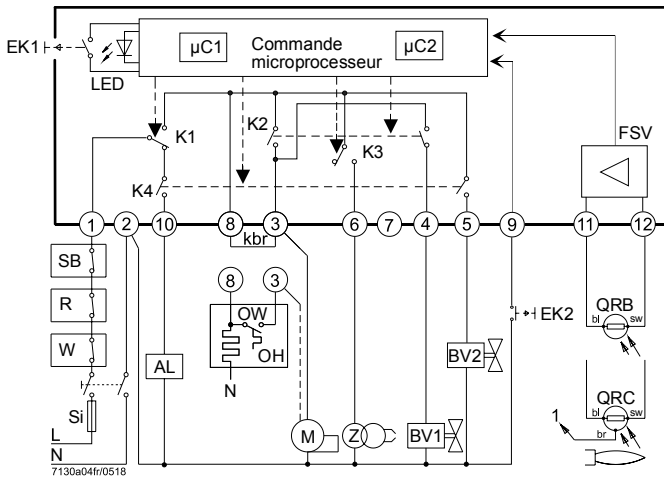 EK1
LED
µC1
Commande
microprocesseur
µC2
K1
K2
K3
K4
FSV
1
2
10
8
3
6
7
4
5
9
11
12
kbr
SB
R
W
Si
L
N
7130a04fr/0518
AL
8
3
OW
OH
N
M
Z
BV1
BV2
EK2
QRB
bl
sw
QRC
bl
sw
br
1